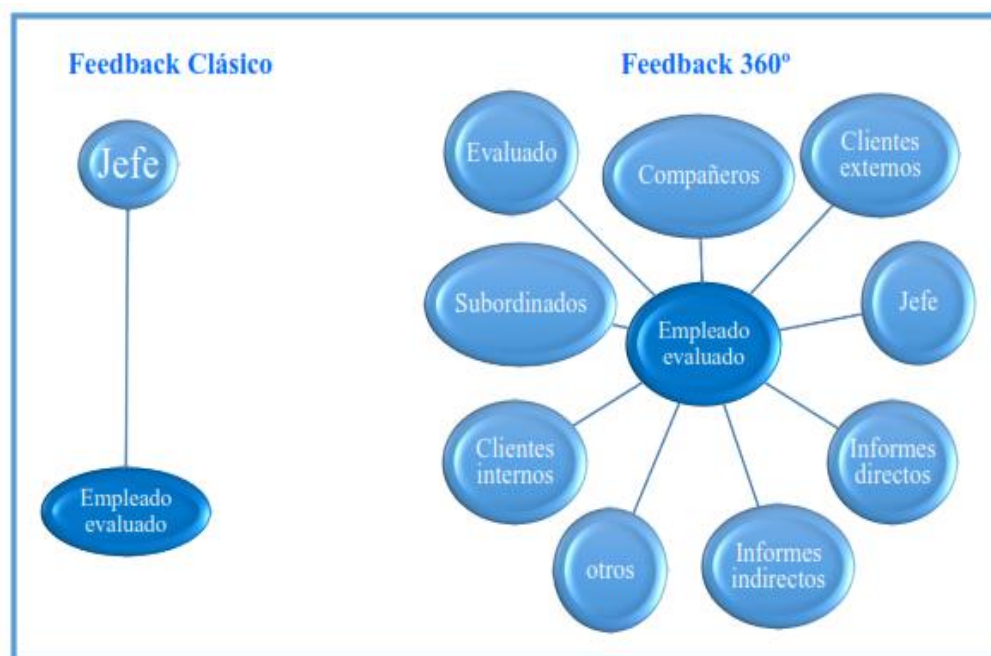 Feedback Clásico
Jefe
Empleado
evaluado
Feedback 360º
Evaluado
Compañeros
Clientes
externos
Subordinados
Empleado
evaluado
Jefe
Clientes
internos
Informes
directos
otros
Informes
indirectos